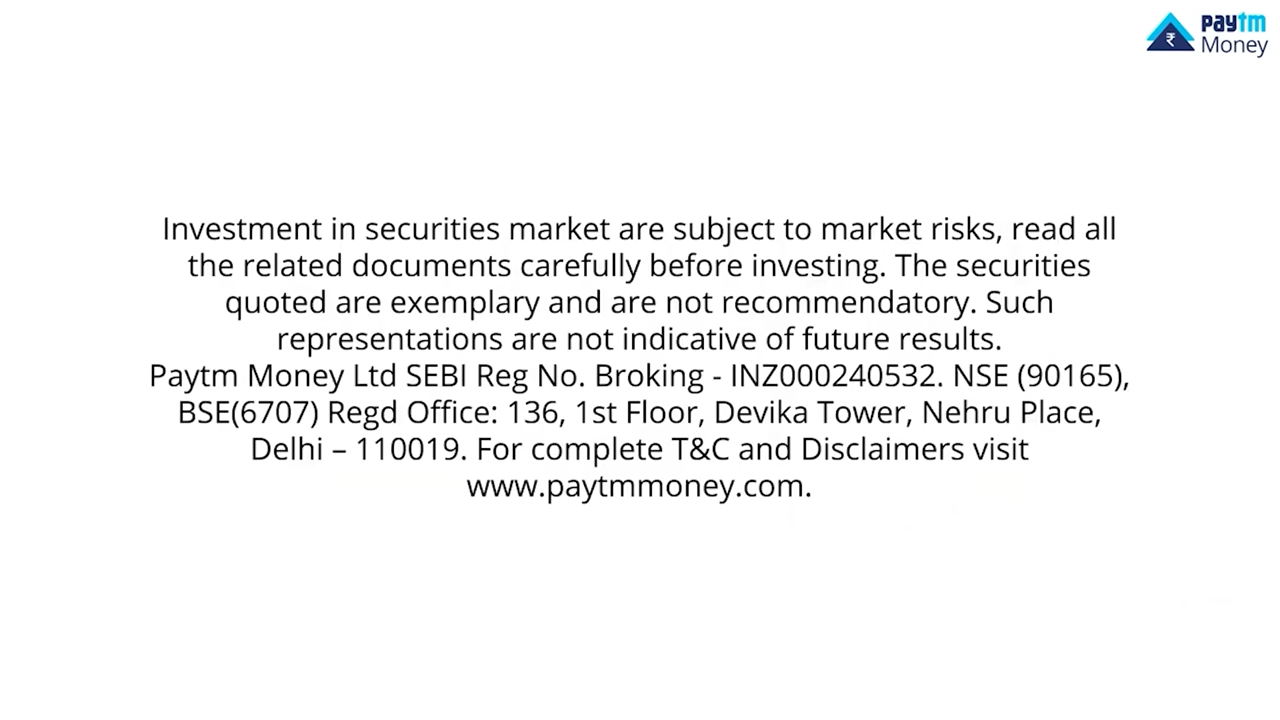 paytm
Money
Investment in securities market are subject to market risks, read all
the related documents carefully before investing. The securities
quoted are exemplary and are not recommendatory. Such
representations are not indicative of future results.
Paytm Money Ltd SEBI Reg No. Broking - INZ000240532. NSE (90165),
BSE(6707) Regd Office: 136, 1st Floor, Devika Tower, Nehru Place,
Delhi – 110019. For complete T&C and Disclaimers visit
www.paytmmoney.com.